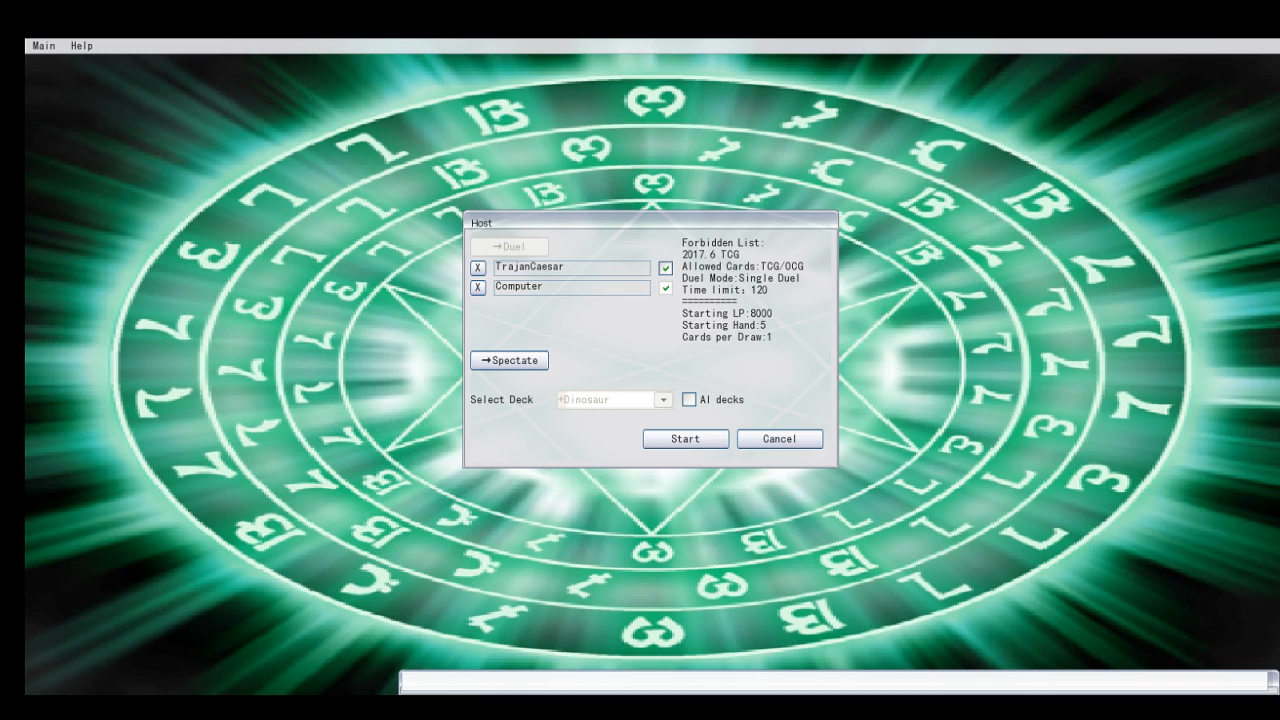 Main Help
Host
→Duel
X TrajanCaesar
X Computer
Forbidden List:
2017.6 TCG
Allowed Cards:TCG/OCG
Duel Mode:Single Duel
Time limit: 120
==========
Starting LP:8000
Starting Hand:5
Cards per Draw:1
→Spectate
Select Deck +Dinosaur AI decks
Start Cancel